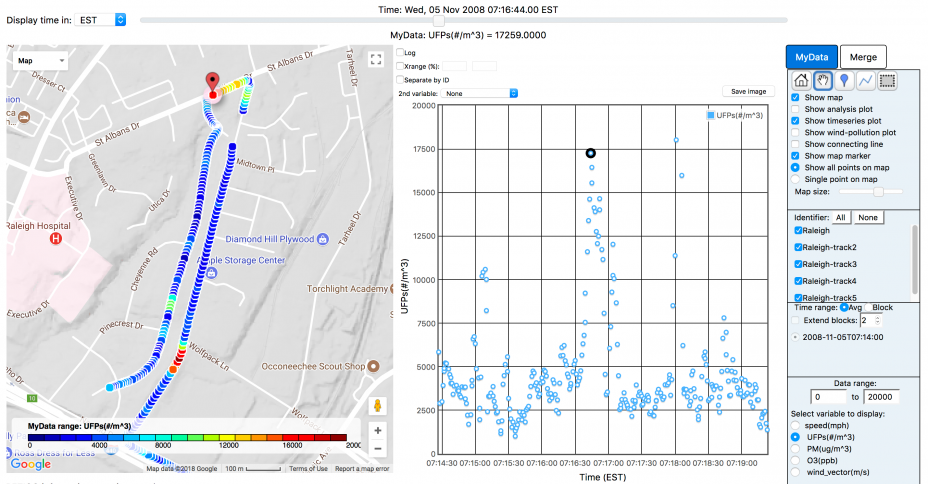 Time: Wed, 05 Nov 2008 07:16:44.00 EST
Display time in: EST
MyData: UFPs(#/m^3) = 17259.0000
Map
St Albans Dr
Dresser Ct
St Albans Dr
Greenlawn Dr
Executive Dr
Utica Dr
Midtown Pl
Tarheel Dr
Raleigh Hospital
Diamond Hill Plywood
Apple Storage Center
Cheyenne Rd
Tarheel Dr
Torchlight Academy
Executive Dr
Pinecrest Dr
Wolfpack Ln
Occoneechee Scout Shop
MyData range: UFPs(#/m^3)
0 4000 8000 12000 16000 2000
Ross Dress for Less
Google
Map data ©2018 Google 100 m Terms of Use Report a map error
Log
Xrange (%):
Separate by ID
2nd variable: None
Save image
UFPs(#/m^3)
20000
17500
15000
12500
10000
7500
5000
2500
0
UFPs(#/m^3)
07:14:30 07:15:00 07:15:30 07:16:00 07:16:30 07:17:00 07:17:30 07:18:00 07:18:30 07:19:00
Time (EST)
MyData Merge
Show map
Show analysis plot
Show timeseries plot
Show wind-pollution plot
Show connecting line
Show map marker
Show all points on map
Single point on map
Map size:
Identifier: All None
Raleigh
Raleigh-track2
Raleigh-track3
Raleigh-track4
Raleigh-track5
Time range: Avg Block
Extend blocks: 2
2008-11-05T07:14:00
Data range:
0 to 20000
Select variable to display:
speed(mph)
UFPs(#/m^3)
PM(ug/m^3)
O3(ppb)
wind_vector(m/s)